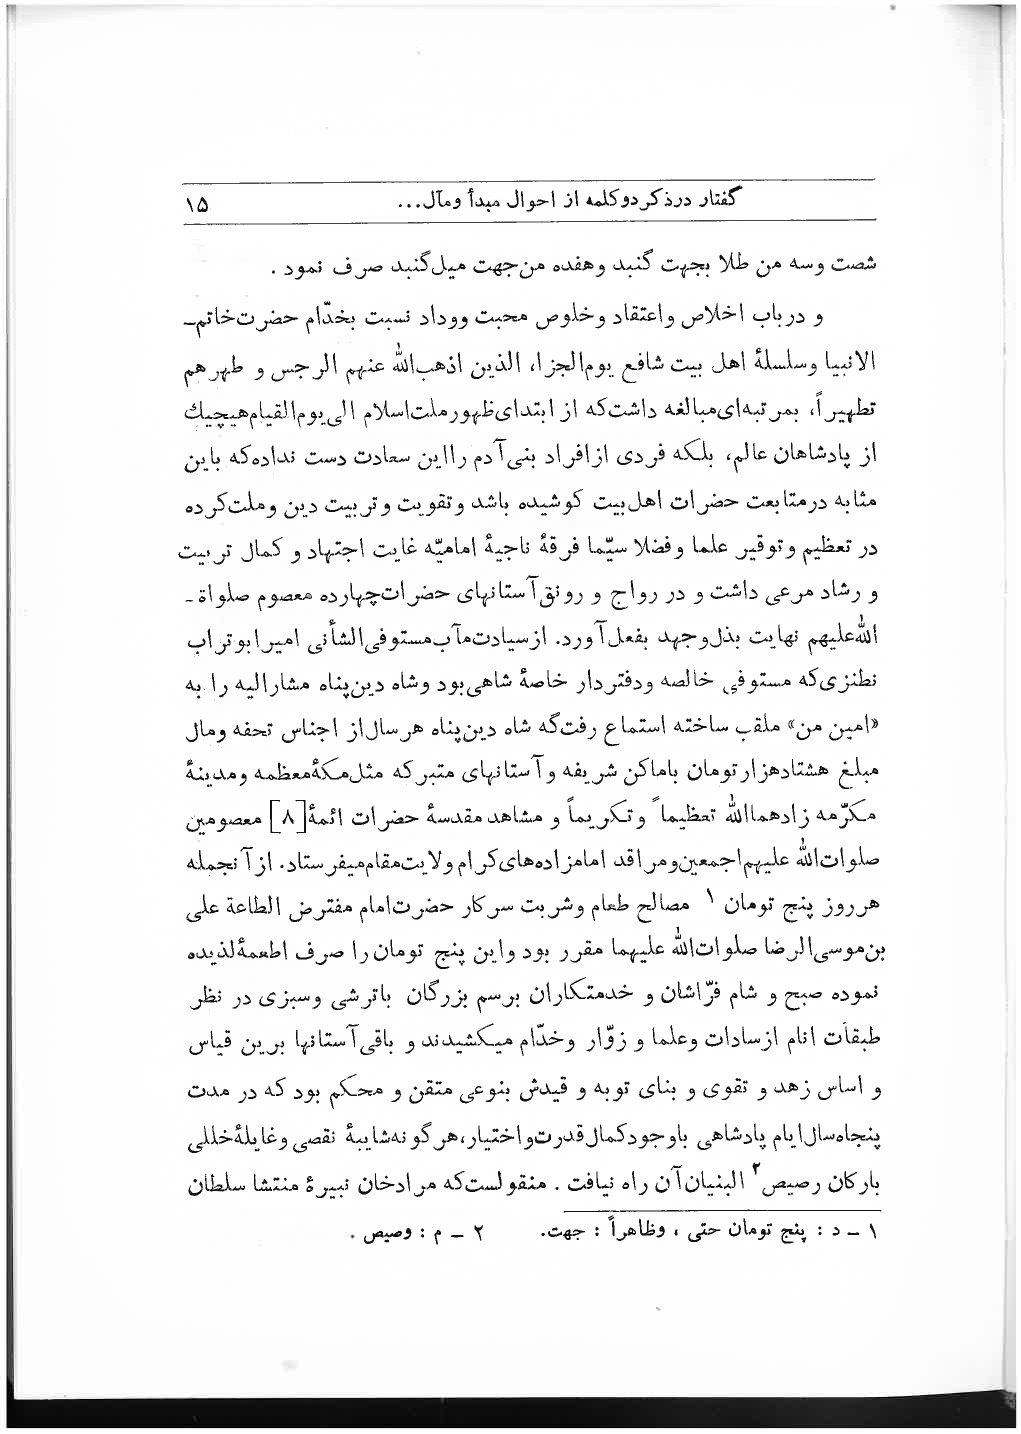 گفتار درذکردوکلمه از احوال مبدأ ومآل... ۱۵
شصت وسه من طلا بجهت گنبد وهفده من‌جهت میل‌گنبد صرف نمود .
و درباب اخلاص واعتقاد وخلوص محبت ووداد نسبت بخدّام حضرت‌خاتم‌ـ
الانبیا وسلسلهٔ اهل بیت شافع یوم‌الجزا، الذین اذهب‌الله عنهم الرجس و طهرهم
تطهیراً، بمرتبه‌ای‌مبالغه داشت‌که از ابتدای‌ظهورملت‌اسلام الی‌یوم‌القیام‌هیچیك
از پادشاهان عالم، بلکه فردی ازافراد بنی‌آدم رااین سعادت دست نداده‌که باین
مثابه درمتابعت حضرات اهل‌بیت کوشیده باشد وتقویت وتربیت دین وملت‌کرده
در تعظیم وتوقیر علما وفضلا سیّما فرقهٔ ناجیهٔ امامیّه غایت اجتهاد و کمال تربیت
و رشاد مرعی داشت و در رواج و رونق‌آستانهای حضرات‌چهارده معصوم صلواة ـ
الله‌علیهم نهایت بذل‌وجهد بفعل‌آورد. ازسیادت‌مآب‌مستوفی‌الشأنی امیرابوتراب
نطنزی‌که مستوفی خالصه ودفتردار خاصهٔ شاهی‌بود وشاه دین‌پناه مشارالیه را به
«امین من» ملقب ساخته استماع رفت‌گه شاه دین‌پناه هرسال‌از اجناس تحفه ومال
مبلغ هشتادهزارتومان باماکن شریفه وآستانهای متبرکه مثل‌مکهٔ‌معظمه ومدینهٔ
مکرّمه زادهماالله تعظیماً وتکریماً و مشاهد مقدسهٔ حضرات ائمهٔ[۸] معصومین
صلوات‌الله علیهم‌اجمعین‌ومراقد امامزاده‌های‌کرام ولایت‌مقام‌میفرستاد. ازآنجمله
هرروز پنج تومان ۱ مصالح طعام وشربت سرکار حضرت‌امام مفترض الطاعة علی
بن‌موسی‌الرضا صلوات‌الله علیهما مقرر بود واین پنج تومان‌را صرف اطعمهٔ‌لذیده
نموده صبح و شام فرّاشان و خدمتکاران برسم بزرگان باترشی وسبزی در نظر
طبقات انام ازسادات وعلما و زوّار وخدّام میکشیدند و باقی‌آستانها برین قیاس
و اساس زهد و تقوی و بنای توبه و قیدش بنوعی متقن و محکم بود که در مدت
پنجاه‌سال‌ایام پادشاهی باوجودکمال‌قدرت‌واختیار،هرگونه‌شایبهٔ نقصی وغایلهٔ‌خللی
بارکان رصیص۲ البنیان‌آن راه نیافت . منقولست‌که مرادخان نبیرهٔ منتشا سلطان
۱ ـ د : پنج تومان حتی ، وظاهراً : جهت. ۲ ـ م : وصیص .